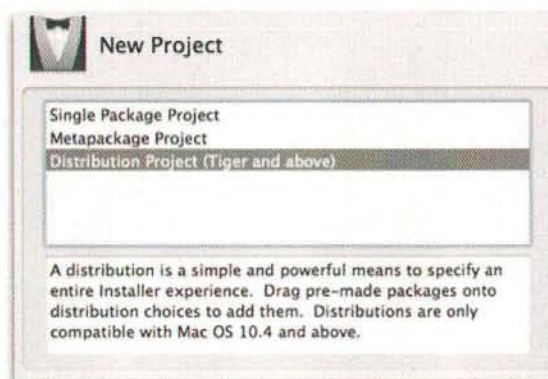 New Project
Single Package Project
Metapackage Project
Distribution Project (Tiger and above)
A distribution is a simple and powerful means to specify an
entire Installer experience.  Drag pre-made packages onto
distribution choices to add them.  Distributions are only
compatible with Mac OS 10.4 and above.